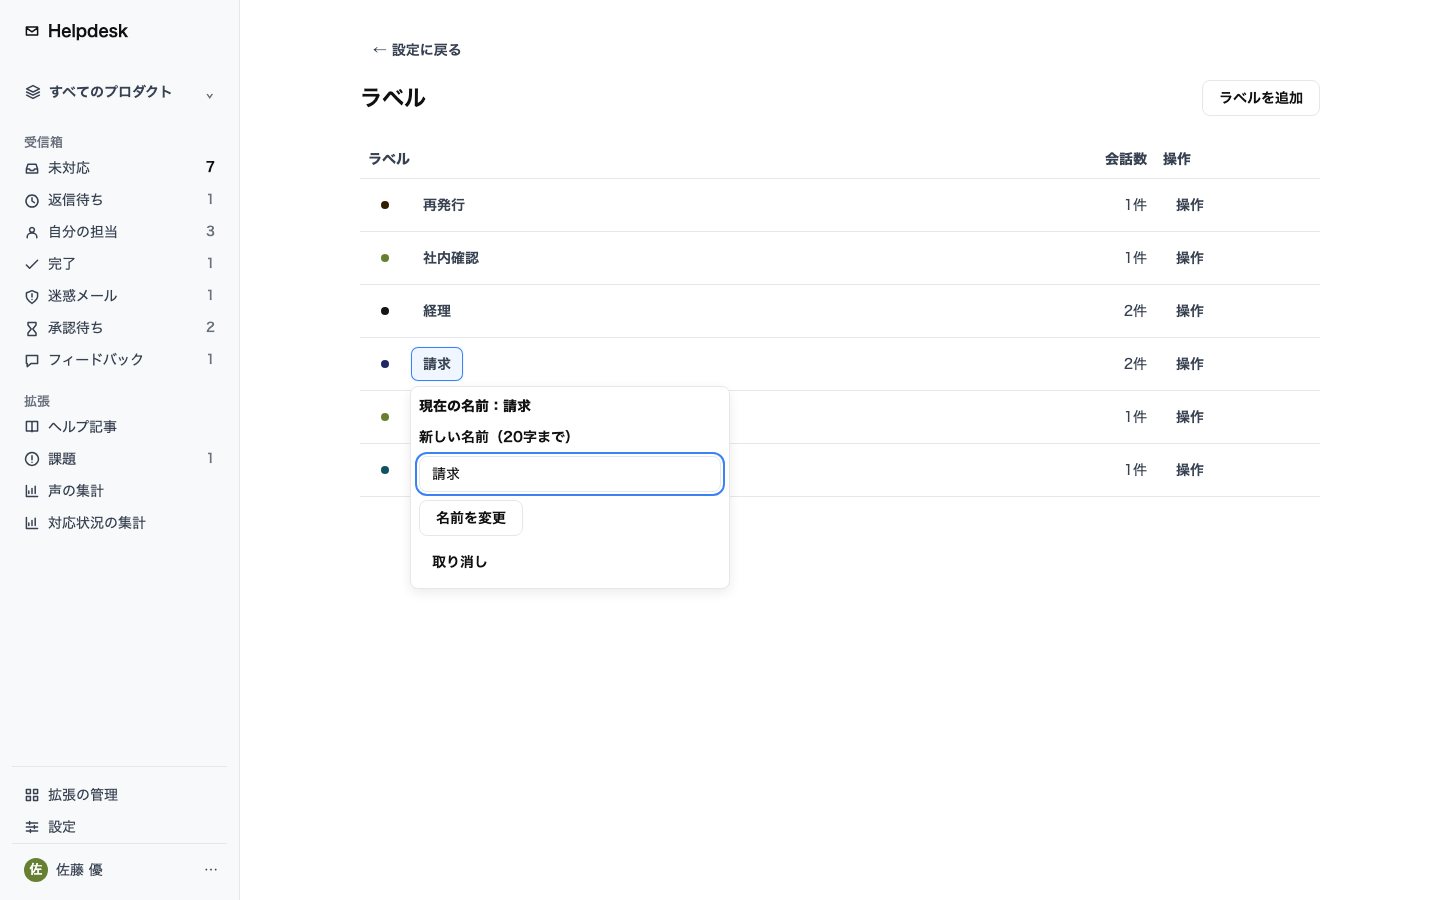 Helpdesk
すべてのプロダクト
受信箱
未対応 7
返信待ち 1
自分の担当 3
完了 1
迷惑メール 1
承認待ち 2
フィードバック 1
拡張
ヘルプ記事
課題 1
声の集計
対応状況の集計
拡張の管理
設定
佐 佐藤 優 …
← 設定に戻る
ラベル
ラベルを追加
ラベル 会話数 操作
再発行 1件 操作
社内確認 1件 操作
経理 2件 操作
請求 2件 操作
1件 操作
1件 操作
現在の名前：請求
新しい名前（20字まで）
請求
名前を変更
取り消し